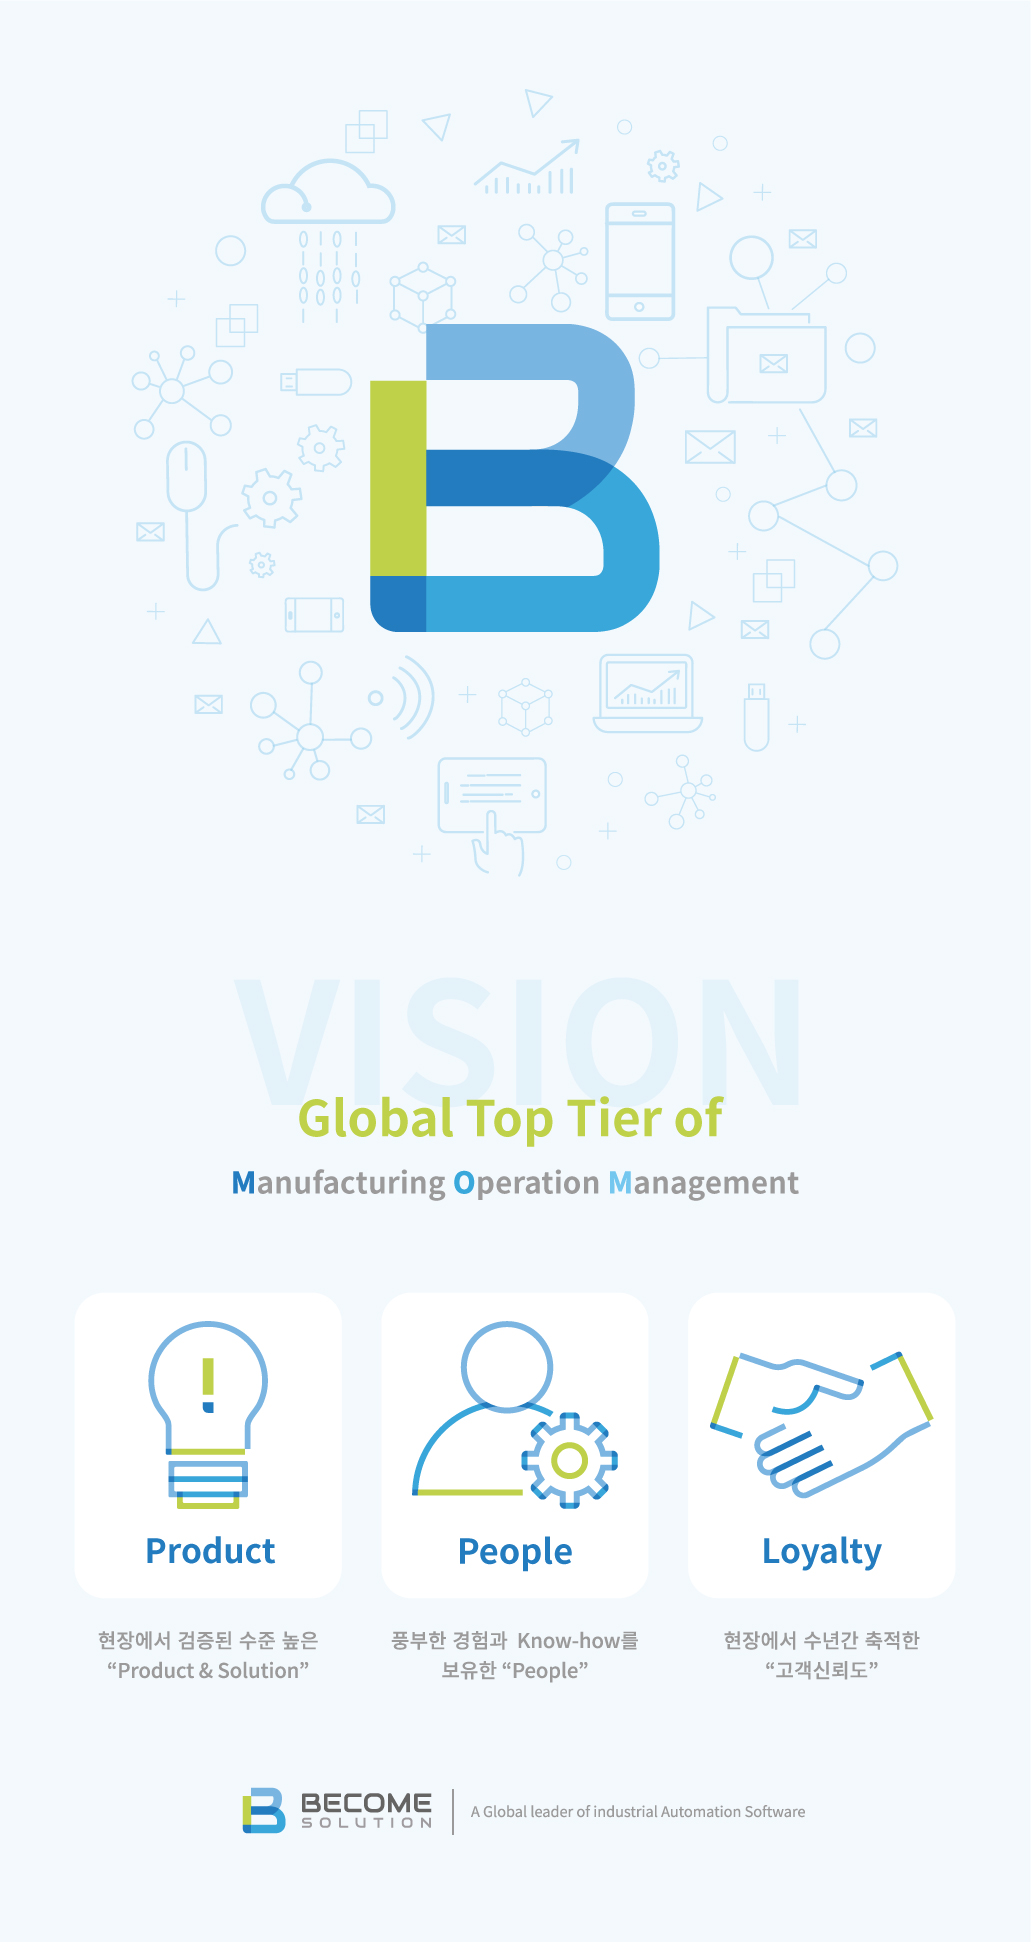 VISION
Global Top Tier of
Manufacturing Operation Management
Product
People
Loyalty
현장에서 검증된 수준 높은
“Product & Solution”
풍부한 경험과 Know-how를
보유한 “People”
현장에서 수년간 축적한
“고객신뢰도”
BECOME
SOLUTION
A Global leader of industrial Automation Software